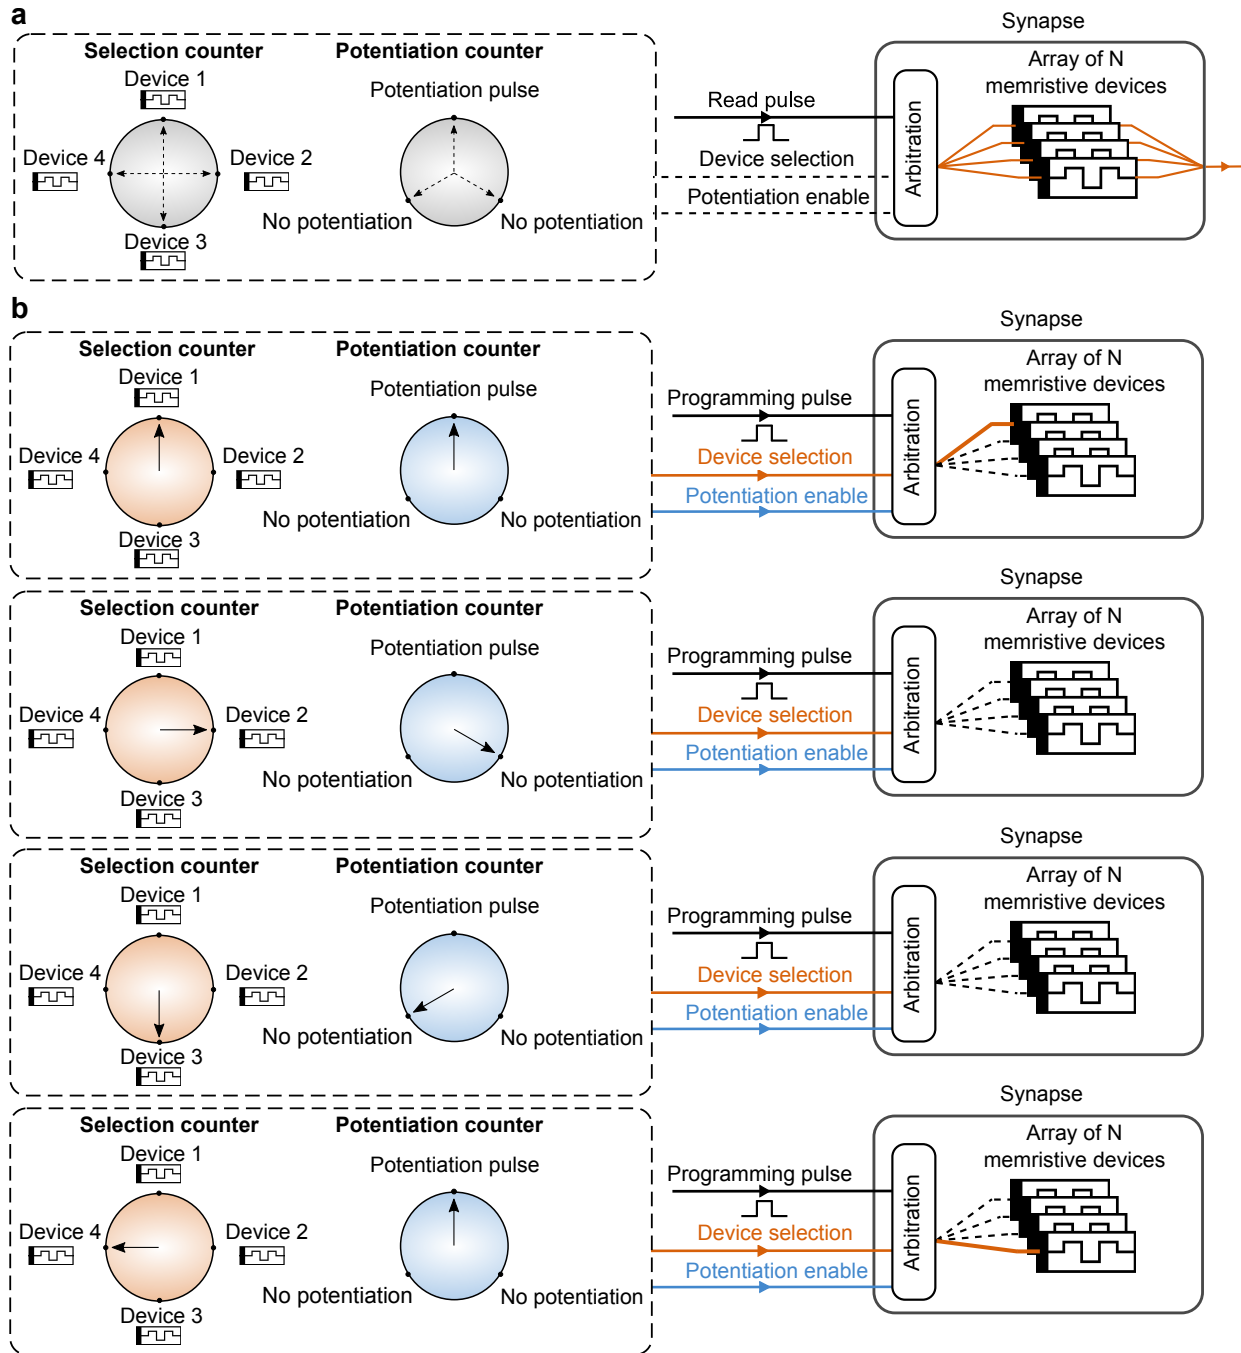 a
Synapse
Selection counter
Potentiation counter
Device 1
Potentiation pulse
Device 4
Device 2
Device 3
No potentiation
No potentiation
Read pulse
Device selection
Potentiation enable
Arbitration
Array of N
memristive devices
b
Synapse
Selection counter
Potentiation counter
Device 1
Potentiation pulse
Device 4
Device 2
Device 3
No potentiation
No potentiation
Programming pulse
Device selection
Potentiation enable
Arbitration
Array of N
memristive devices
Synapse
Selection counter
Potentiation counter
Device 1
Potentiation pulse
Device 4
Device 2
Device 3
No potentiation
No potentiation
Programming pulse
Device selection
Potentiation enable
Arbitration
Array of N
memristive devices
Synapse
Selection counter
Potentiation counter
Device 1
Potentiation pulse
Device 4
Device 2
Device 3
No potentiation
No potentiation
Programming pulse
Device selection
Potentiation enable
Arbitration
Array of N
memristive devices
Synapse
Selection counter
Potentiation counter
Device 1
Potentiation pulse
Device 4
Device 2
Device 3
No potentiation
No potentiation
Programming pulse
Device selection
Potentiation enable
Arbitration
Array of N
memristive devices